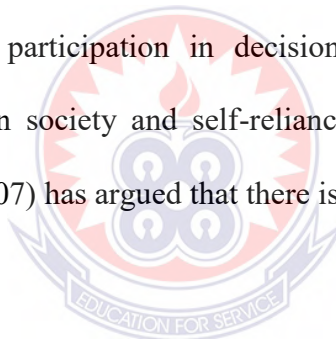 participation in decision
n society and self-relianc
07) has argued that there is
EDUCATION FOR SERVICE